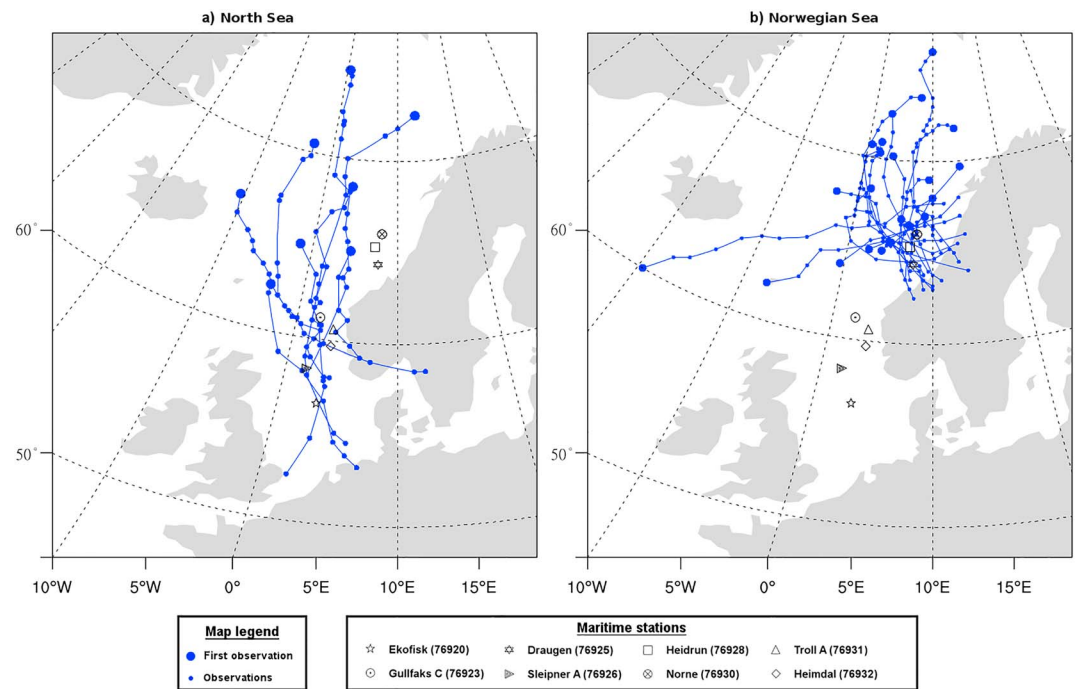 a) North Sea
b) Norwegian Sea
60°
50°
60°
50°
10°W 5°W 0° 5°E 10°E 15°E
10°W 5°W 0° 5°E 10°E 15°E
Map legend
First observation
Observations
Maritime stations
Ekofisk (76920) Draugen (76925) Heidrun (76928) Troll A (76931)
Gullfaks C (76923) Sleipner A (76926) Norne (76930) Heimdal (76932)